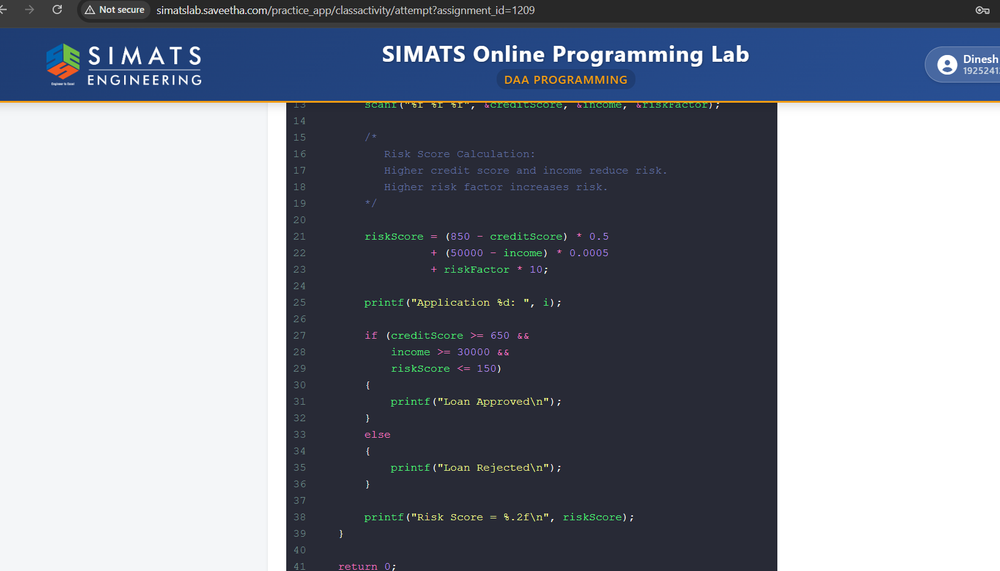 Not secure simatslab.saveetha.com/practice_app/classactivity/attempt?assignment_id=1209
SIMATS
ENGINEERING
Engineer to Excel
SIMATS Online Programming Lab
DAA PROGRAMMING
Dinesh
1925241
13 scanf("%f %f %f", &creditScore, &income, &riskFactor);
14
15 /*
16 Risk Score Calculation:
17 Higher credit score and income reduce risk.
18 Higher risk factor increases risk.
19 */
20
21 riskScore = (850 - creditScore) * 0.5
22 + (50000 - income) * 0.0005
23 + riskFactor * 10;
24
25 printf("Application %d: ", i);
26
27 if (creditScore >= 650 &&
28 income >= 30000 &&
29 riskScore <= 150)
30 {
31 printf("Loan Approved\n");
32 }
33 else
34 {
35 printf("Loan Rejected\n");
36 }
37
38 printf("Risk Score = %.2f\n", riskScore);
39 }
40
41 return 0;